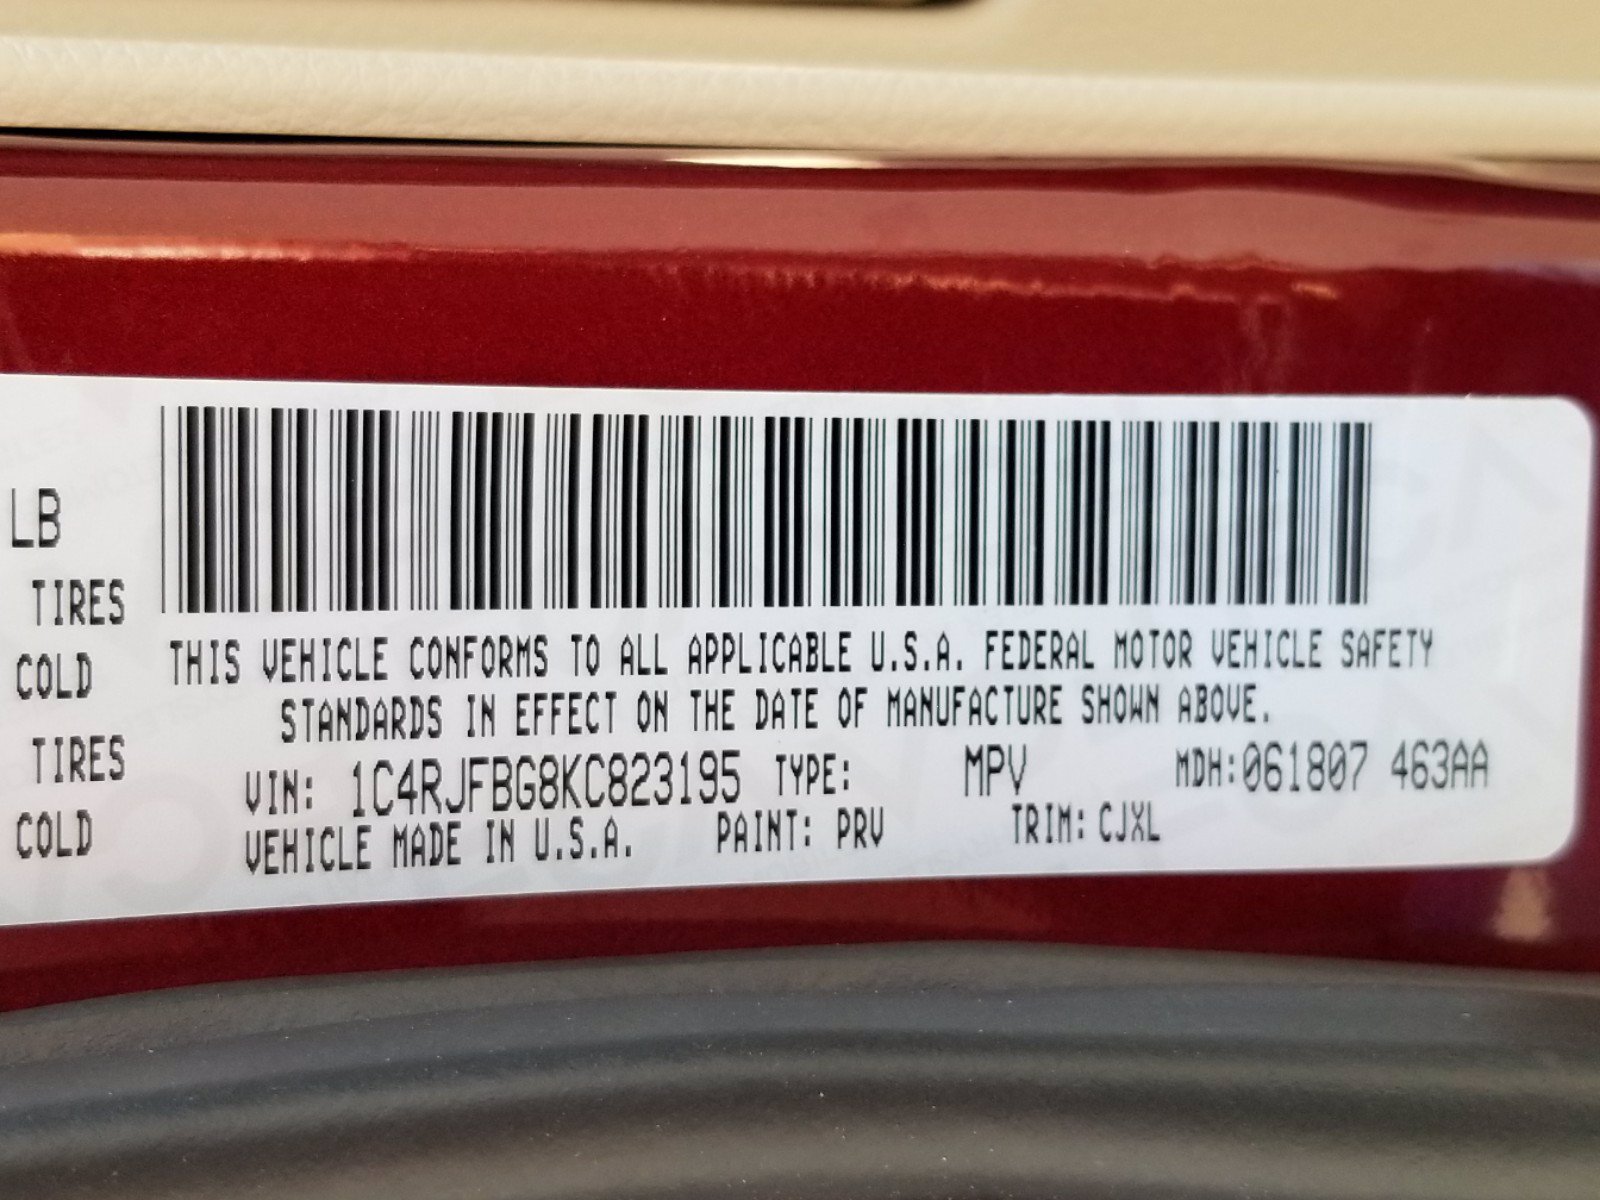 LB
TIRES
COLD
TIRES
COLD
THIS VEHICLE CONFORMS TO ALL APPLICABLE U.S.A. FEDERAL MOTOR VEHICLE SAFETY
STANDARDS IN EFFECT ON THE DATE OF MANUFACTURE SHOWN ABOVE.
VIN: 1C4RJFBG8KC823195 TYPE: MPV MDH:061807 463AA
VEHICLE MADE IN U.S.A. PAINT: PRV TRIM: CJXL